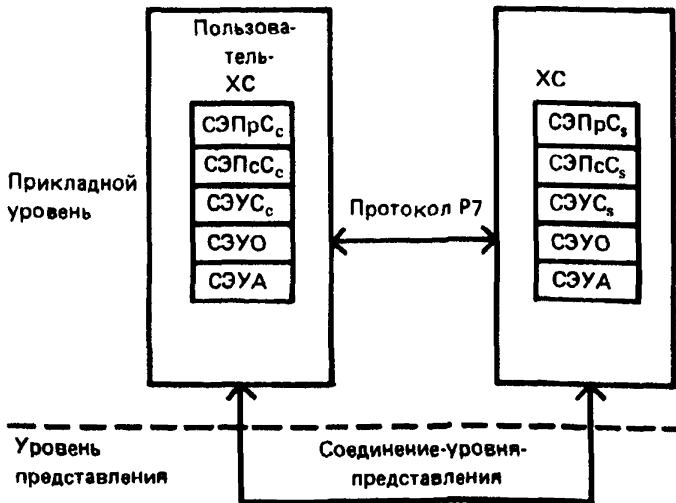 Пользова-
тель-
ХС
СЭПрС_c
СЭПсС_c
СЭУС_c
СЭУО
СЭУА
ХС
СЭПрС_s
СЭПсС_s
СЭУС_s
СЭУО
СЭУА
Прикладной
уровень
Протокол Р7
Уровень
представления
Соединение-уровня-
представления